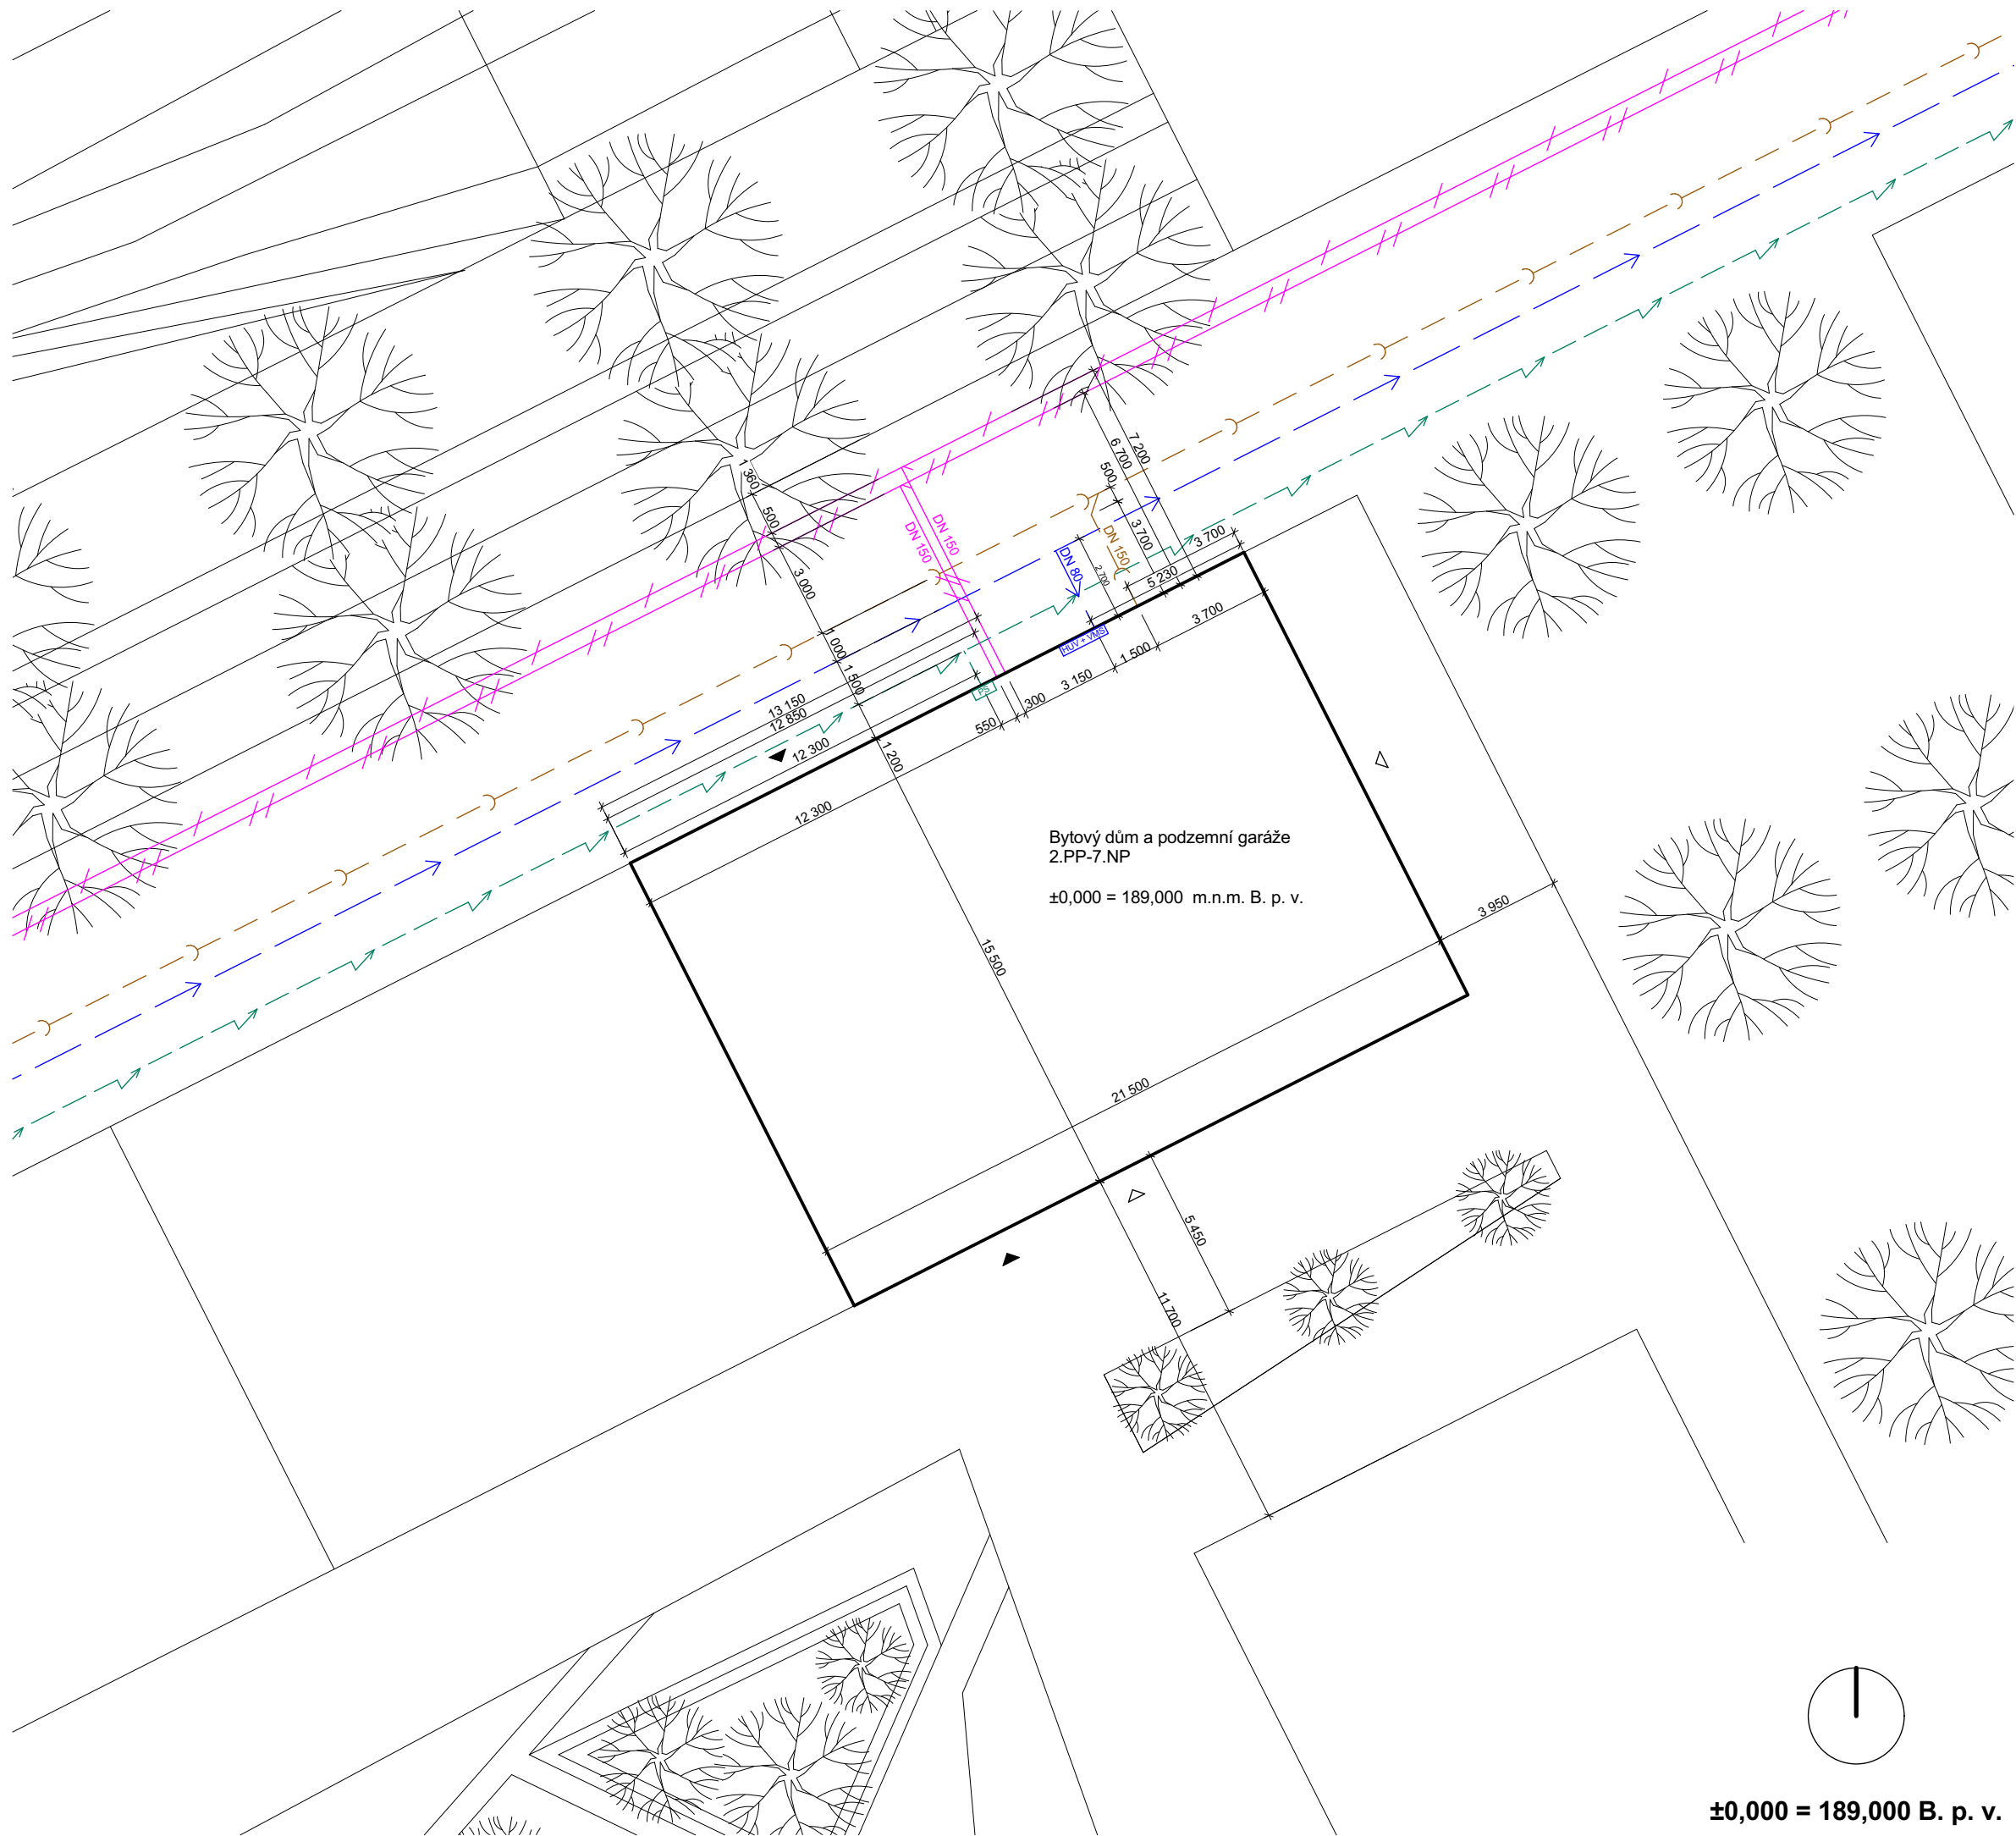 7 200
6 700
500
1 360
500
3 700
3 700
DN 150
DN 150
DN 150
DN 80
2 700
5 230
3 000
3 700
1 000
HUV + VMS
1 500
1 500
3 150
PS
300
550
13 150
12 850
12 300
1 200
12 300
Bytový dům a podzemní garáže
2.PP-7.NP
±0,000 = 189,000 m.n.m. B. p. v.
3 950
15 500
21 500
5 450
11 700
±0,000 = 189,000 B. p. v.